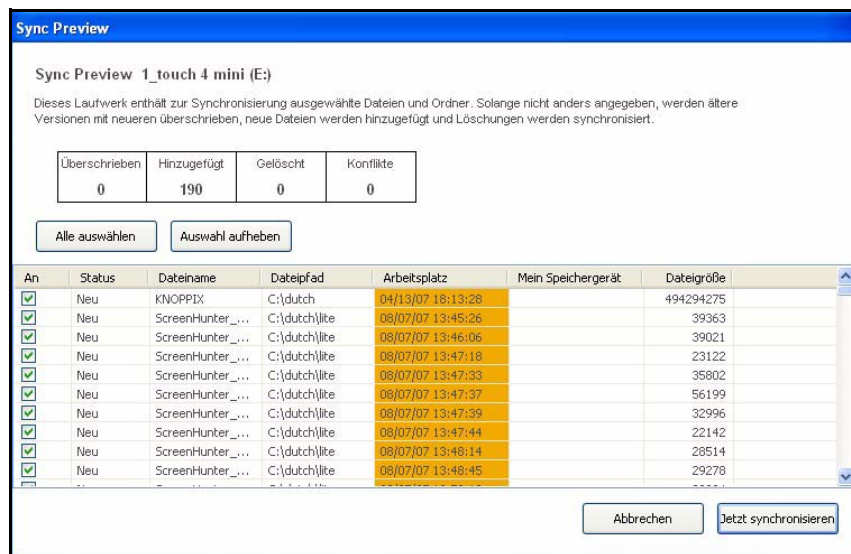 Sync Preview
Sync Preview 1_touch 4 mini (E:)
Dieses Laufwerk enthält zur Synchronisierung ausgewählte Dateien und Ordner. Solange nicht anders angegeben, werden ältere
Versionen mit neueren überschrieben, neue Dateien werden hinzugefügt und Löschungen werden synchronisiert.
Überschrieben Hinzugefügt Gelöscht Konflikte
0 190 0 0
Alle auswählen Auswahl aufheben
An Status Dateiname Dateipfad Arbeitsplatz Mein Speichergerät Dateigröße
Neu KNOPPIX C:\dutch 04/13/07 18:13:28 494294275
Neu ScreenHunter_... C:\dutch\lite 08/07/07 13:45:26 39363
Neu ScreenHunter_... C:\dutch\lite 08/07/07 13:46:06 39021
Neu ScreenHunter_... C:\dutch\lite 08/07/07 13:47:18 23122
Neu ScreenHunter_... C:\dutch\lite 08/07/07 13:47:33 35802
Neu ScreenHunter_... C:\dutch\lite 08/07/07 13:47:37 56199
Neu ScreenHunter_... C:\dutch\lite 08/07/07 13:47:39 32996
Neu ScreenHunter_... C:\dutch\lite 08/07/07 13:47:44 22142
Neu ScreenHunter_... C:\dutch\lite 08/07/07 13:48:14 28514
Neu ScreenHunter_... C:\dutch\lite 08/07/07 13:48:45 29278
Abbrechen Jetzt synchronisieren